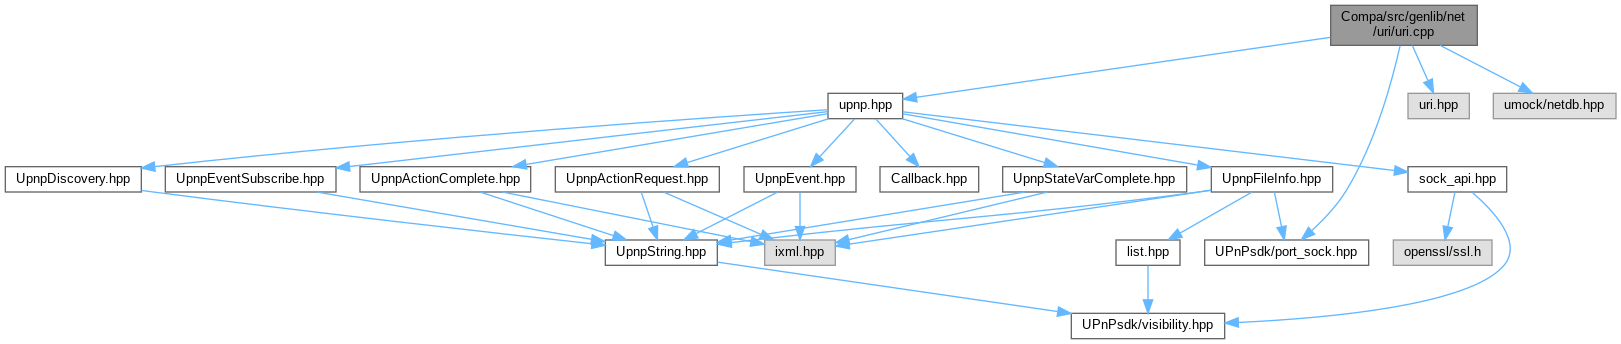 Compa/src/genlib/net
/uri/uri.cpp
upnp.hpp
uri.hpp
umock/netdb.hpp
UpnpDiscovery.hpp
UpnpEventSubscribe.hpp
UpnpActionComplete.hpp
UpnpActionRequest.hpp
UpnpEvent.hpp
Callback.hpp
UpnpStateVarComplete.hpp
UpnpFileInfo.hpp
sock_api.hpp
UpnpString.hpp
ixml.hpp
list.hpp
UPnPsdk/port_sock.hpp
openssl/ssl.h
UPnPsdk/visibility.hpp